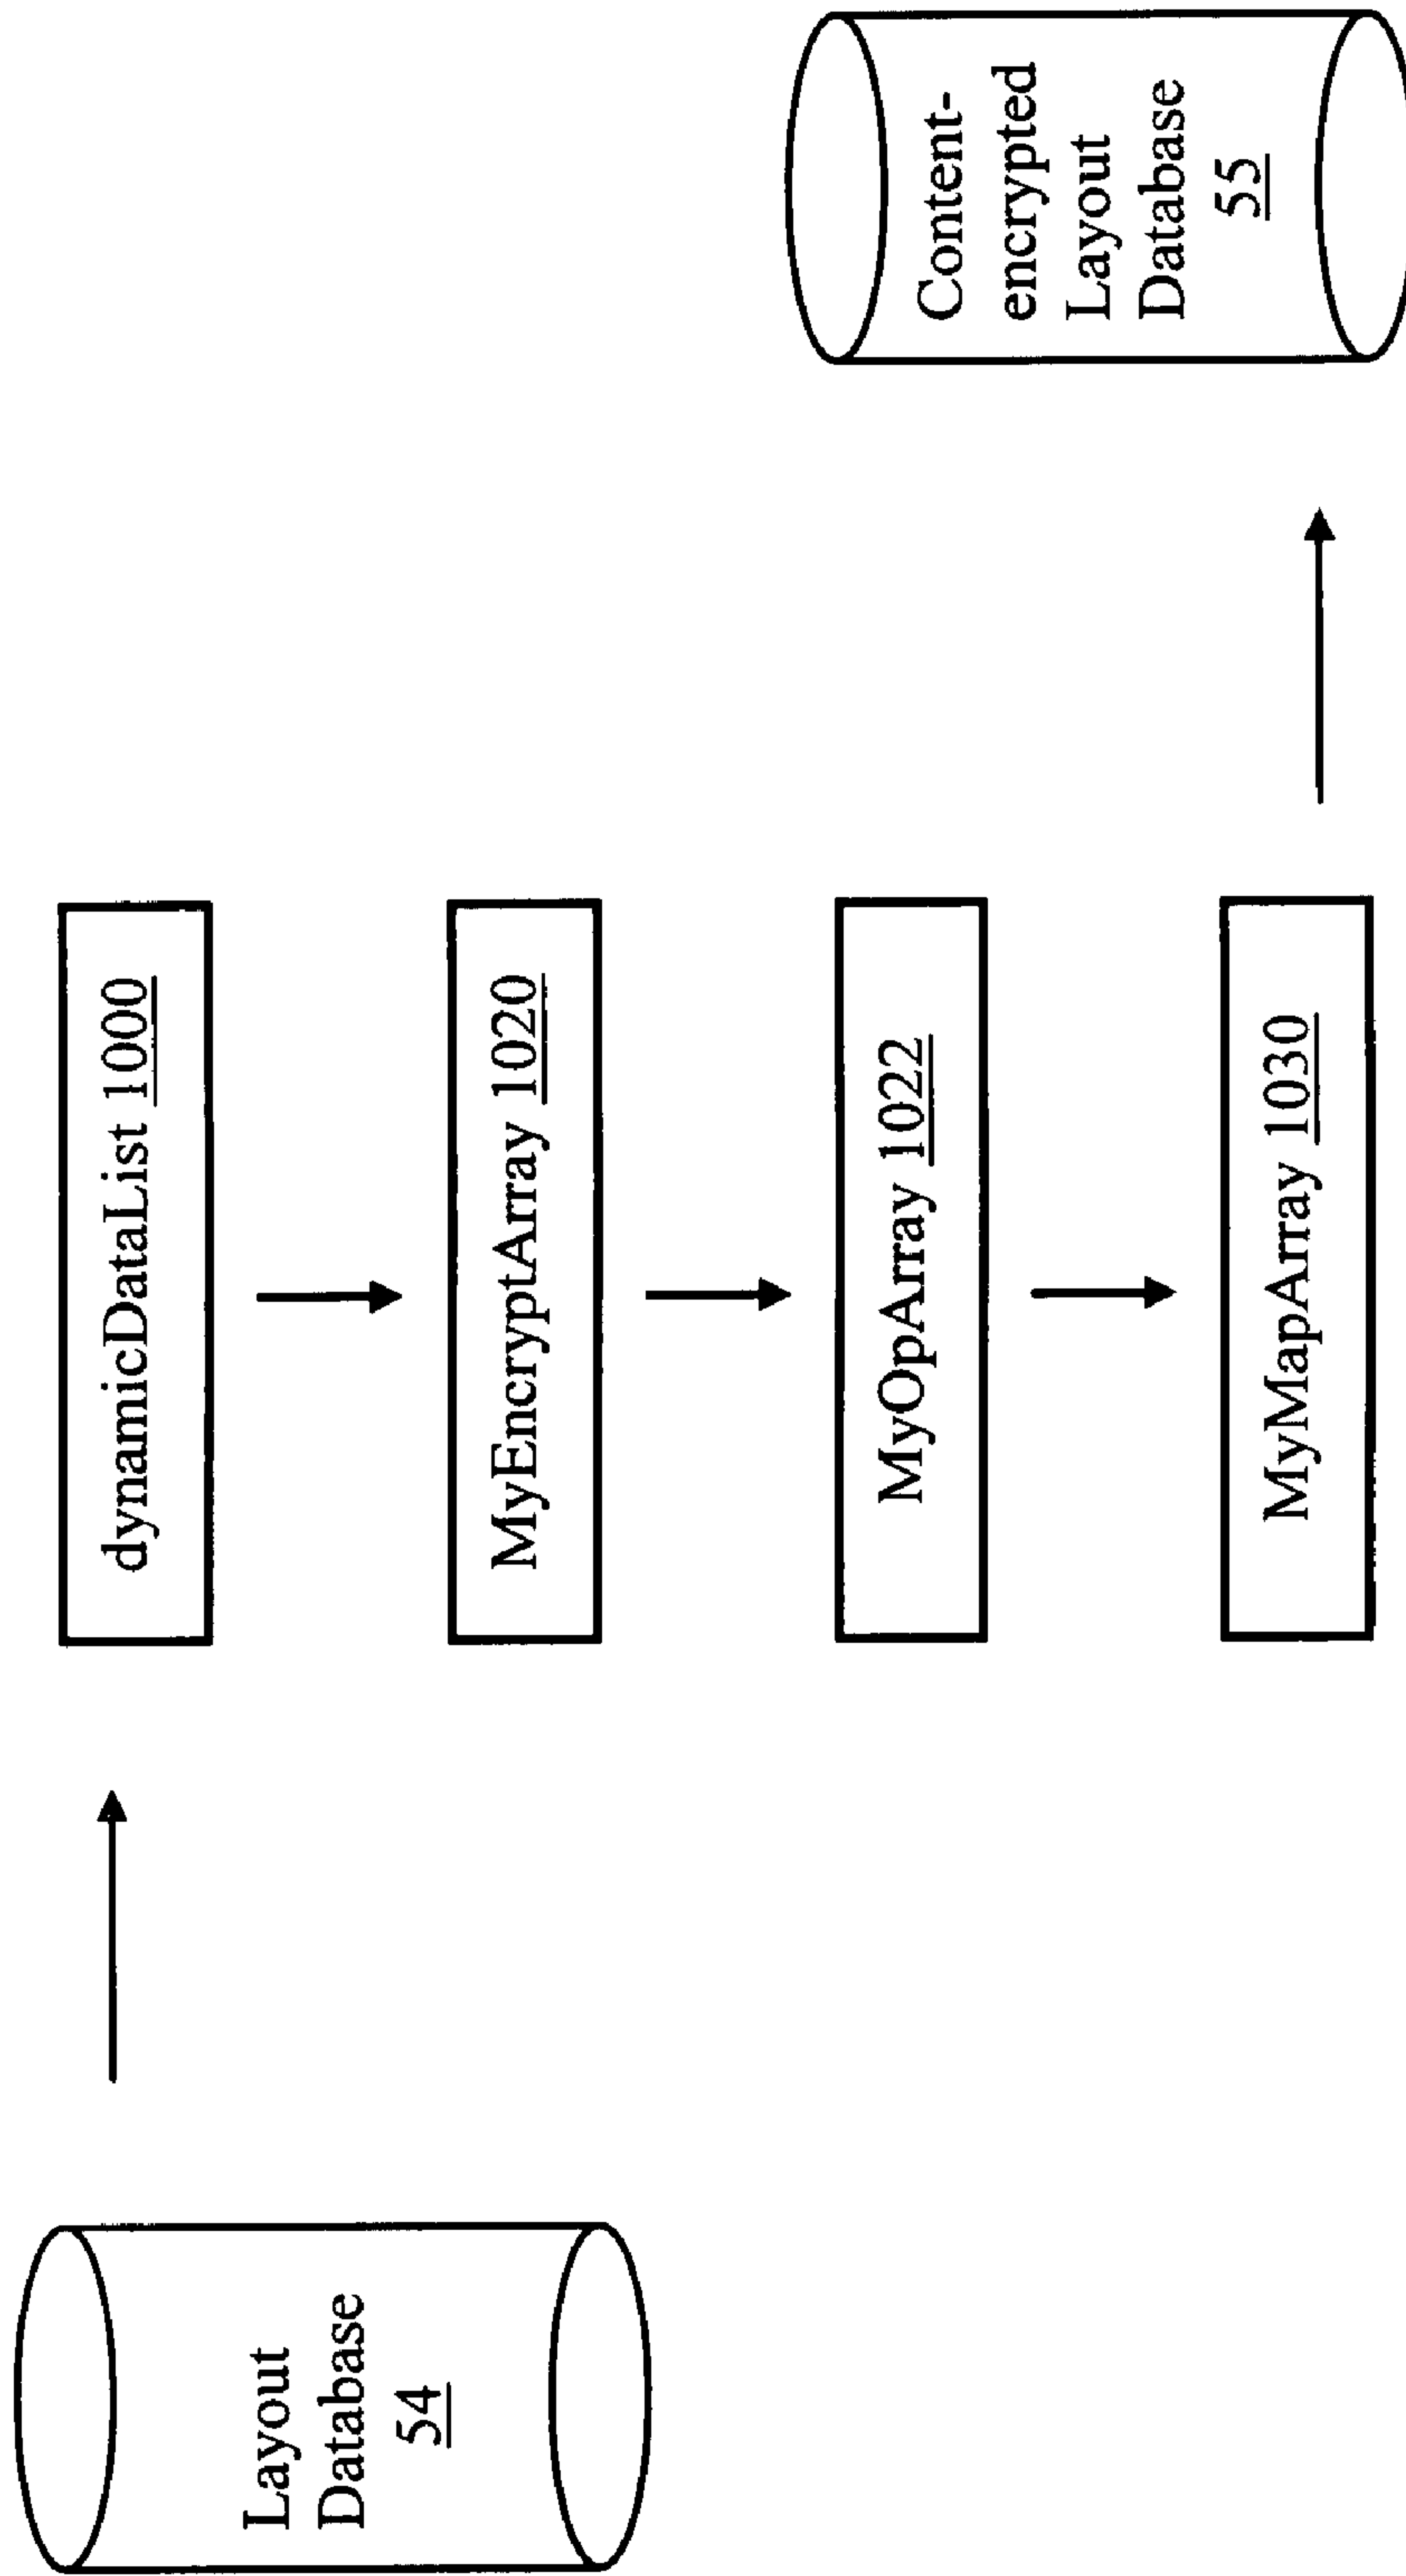 Layout
Database
54
dynamicDataList 1000
MyEncryptArray 1020
MyOpArray 1022
MyMapArray 1030
Content-
encrypted
Layout
Database
55